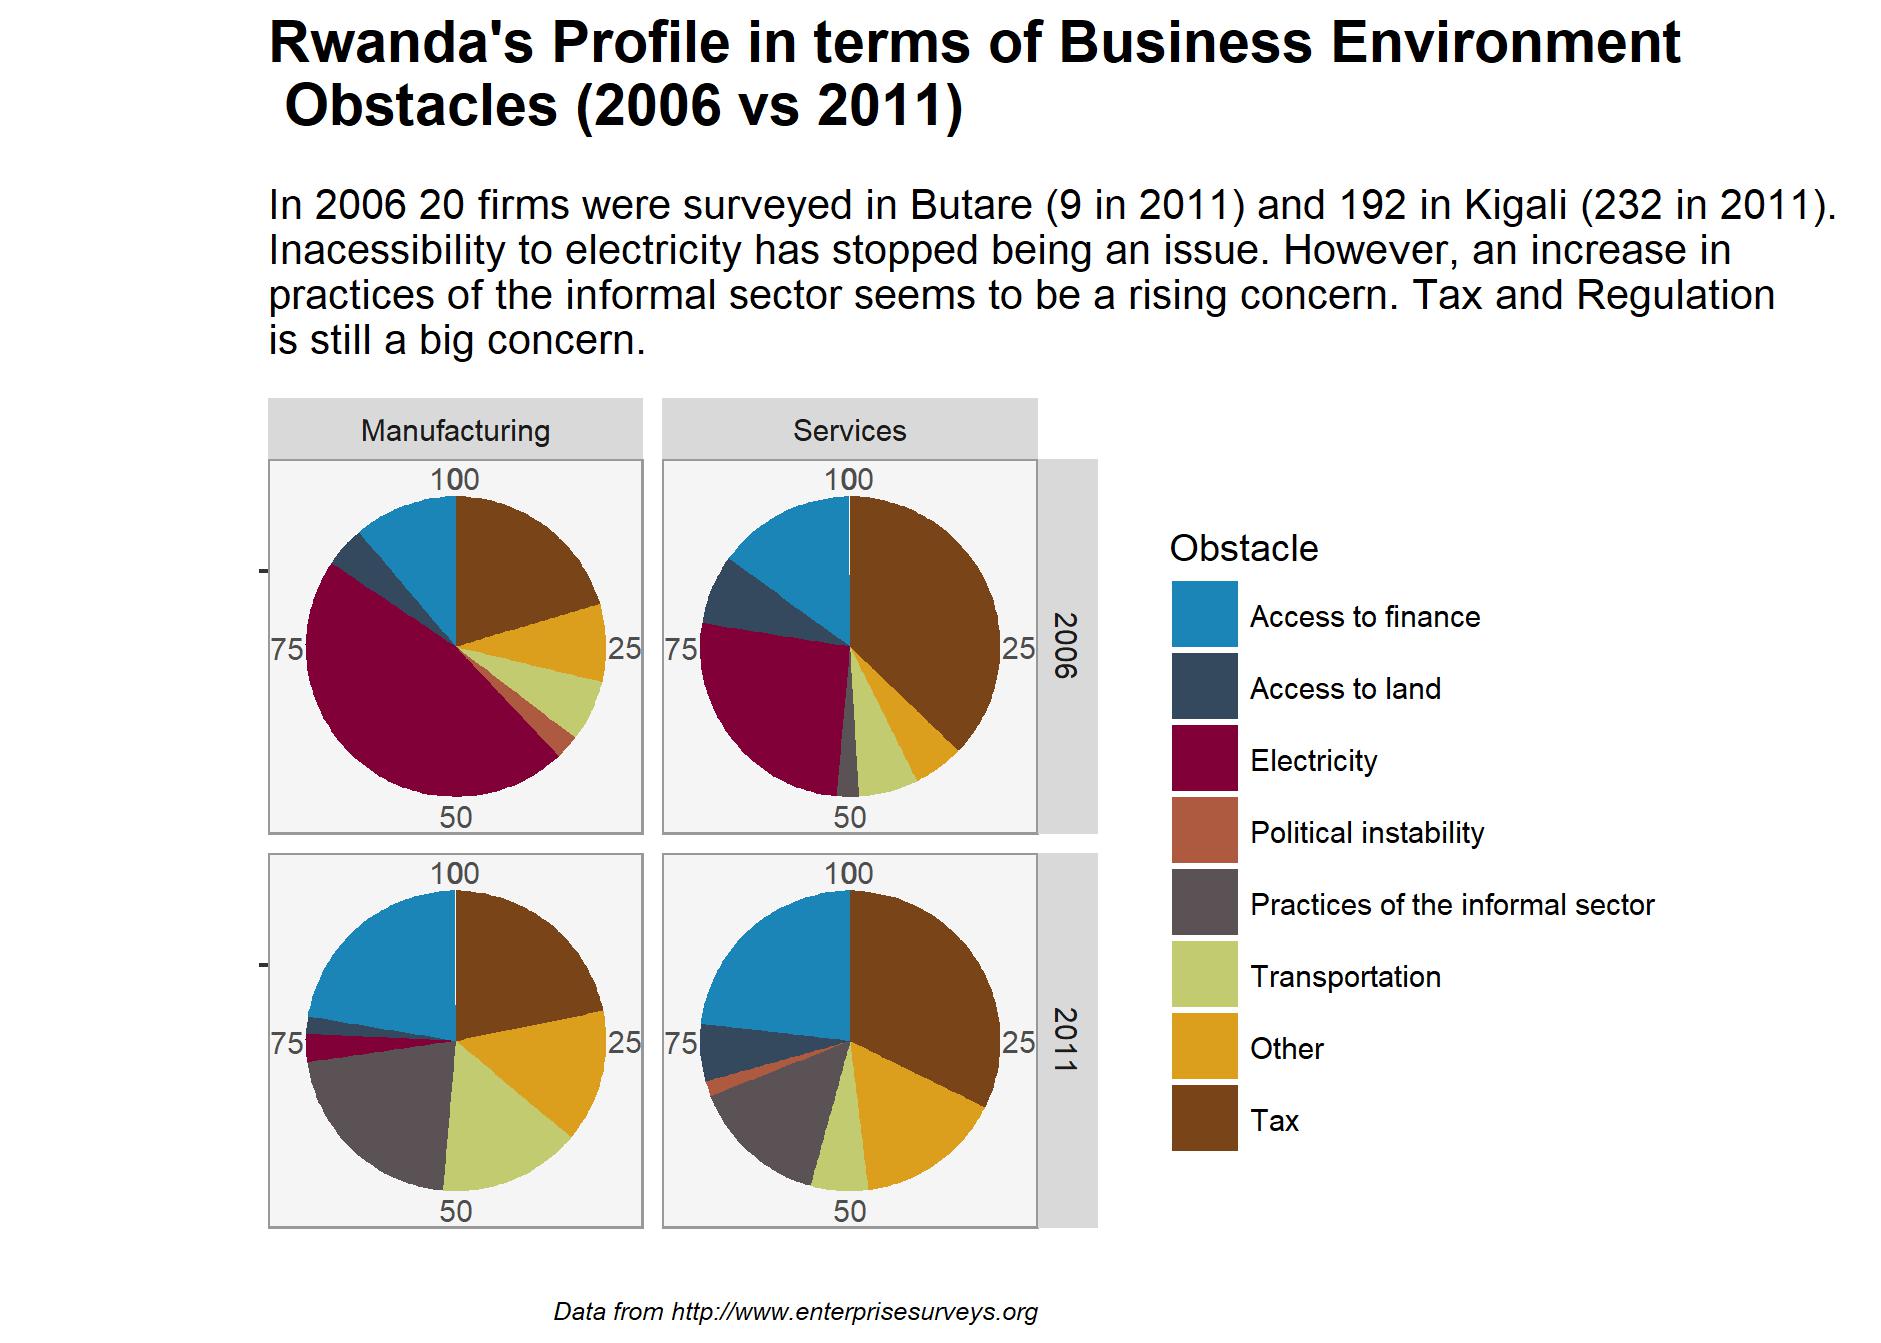 Rwanda's Profile in terms of Business Environment
Obstacles (2006 vs 2011)
In 2006 20 firms were surveyed in Butare (9 in 2011) and 192 in Kigali (232 in 2011).
Inacessibility to electricity has stopped being an issue. However, an increase in
practices of the informal sector seems to be a rising concern. Tax and Regulation
is still a big concern.
Manufacturing
Services
100
75
25
50
100
75
25
50
2006
100
75
25
50
100
75
25
50
2011
Obstacle
Access to finance
Access to land
Electricity
Political instability
Practices of the informal sector
Transportation
Other
Tax
Data from http://www.enterprisesurveys.org